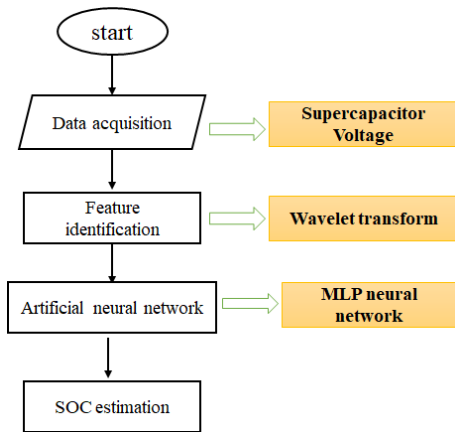 start
Data acquisition
Supercapacitor
Voltage
Feature
identification
Wavelet transform
Artificial neural network
MLP neural
network
SOC estimation